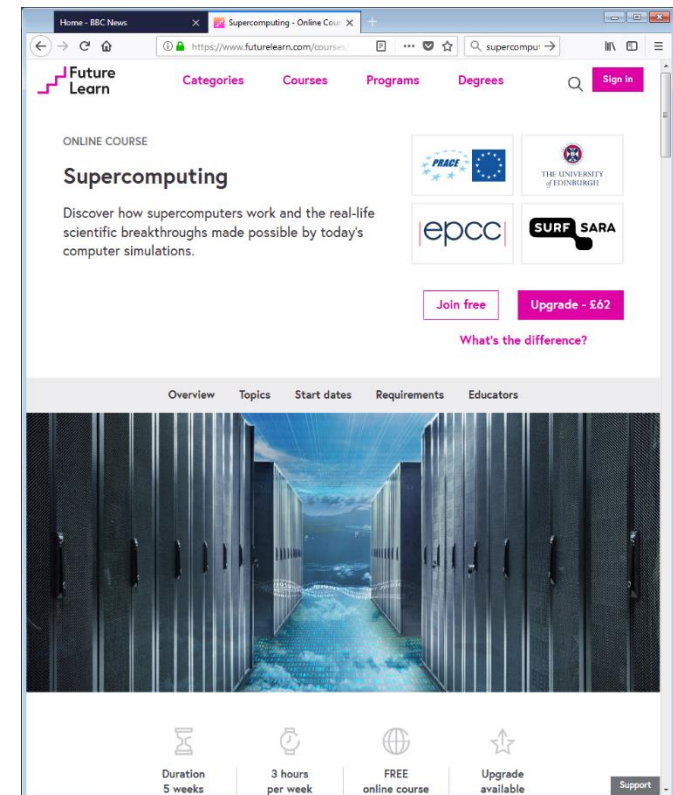 Home - BBC News
Supercomputing - Online Cour
https://www.futurelearn.com/courses/
supercomput
Future
Learn
Categories
Courses
Programs
Degrees
Sign in
ONLINE COURSE
Supercomputing
Discover how supercomputers work and the real-life
scientific breakthroughs made possible by today's
computer simulations.
PRACE
THE UNIVERSITY
of EDINBURGH
epcc
SURF SARA
Join free
Upgrade - £62
What's the difference?
Overview
Topics
Start dates
Requirements
Educators
Duration
5 weeks
3 hours
per week
FREE
online course
Upgrade
available
Support